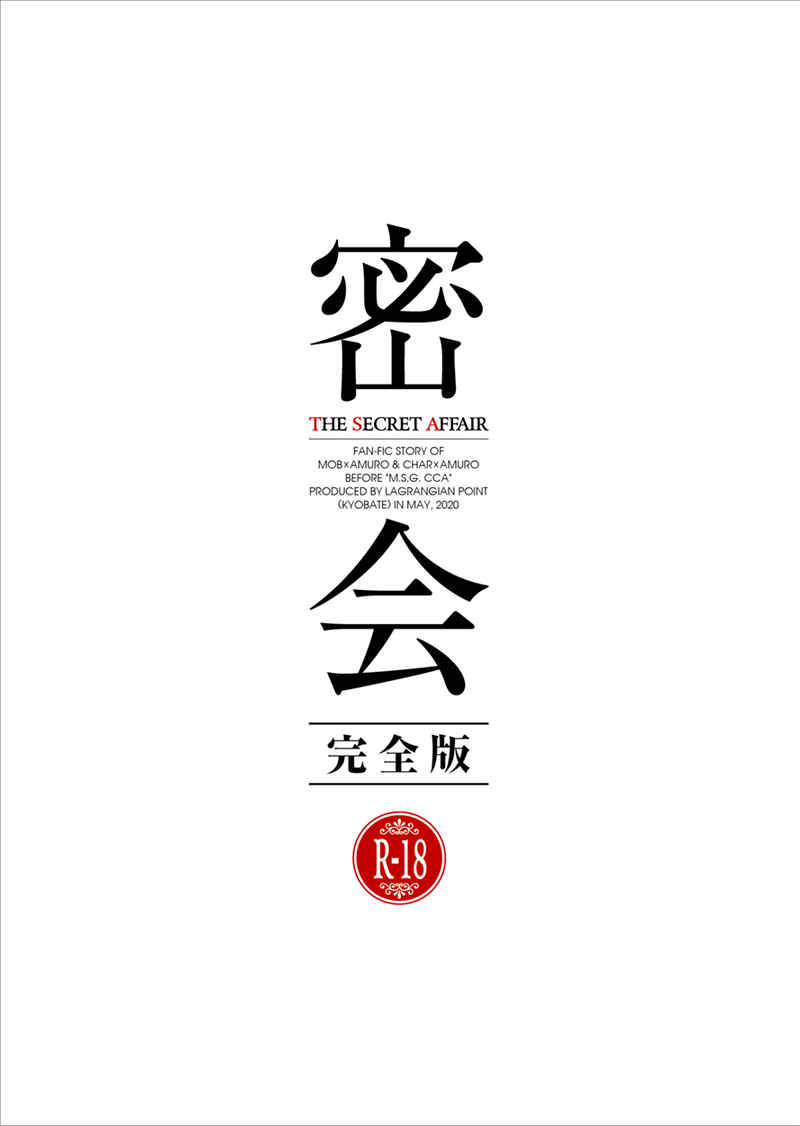 密
THE SECRET AFFAIR
FAN-FIC STORY OF
MOB×AMURO & CHAR×AMURO
BEFORE "M.S.G. CCA"
PRODUCED BY LAGRANGIAN POINT
(KYOBATE) IN MAY, 2020
会
完全版
R-18